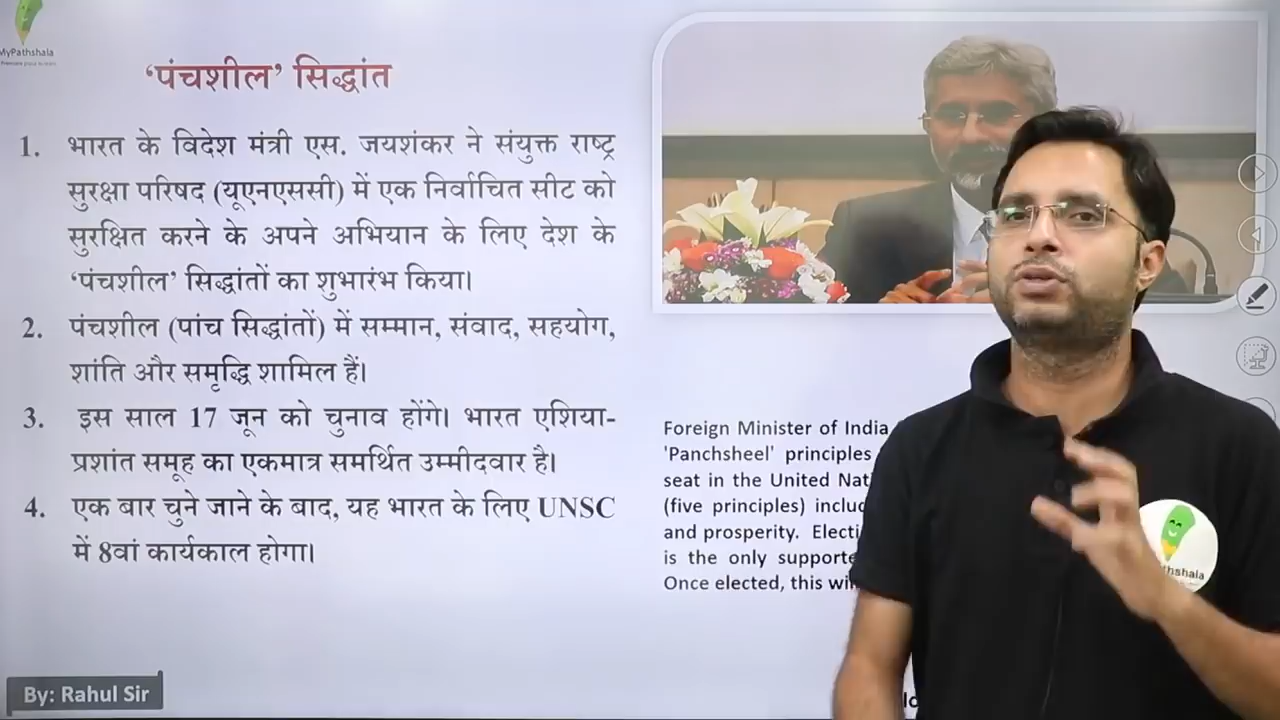 MyPathshala
'पंचशील' सिद्धांत
1. भारत के विदेश मंत्री एस. जयशंकर ने संयुक्त राष्ट्र
सुरक्षा परिषद (यूएनएससी) में एक निर्वाचित सीट को
सुरक्षित करने के अपने अभियान के लिए देश के
'पंचशील' सिद्धांतों का शुभारंभ किया।
2. पंचशील (पांच सिद्धांतों) में सम्मान, संवाद, सहयोग,
शांति और समृद्धि शामिल हैं।
3. इस साल 17 जून को चुनाव होंगे। भारत एशिया-
प्रशांत समूह का एकमात्र समर्थित उम्मीदवार है।
4. एक बार चुने जाने के बाद, यह भारत के लिए UNSC
में 8वां कार्यकाल होगा।
Foreign Minister of India
'Panchsheel' principles
seat in the United Nat
(five principles) includ
and prosperity. Electi
is the only supporte
Once elected, this wi
thshala
By: Rahul Sir